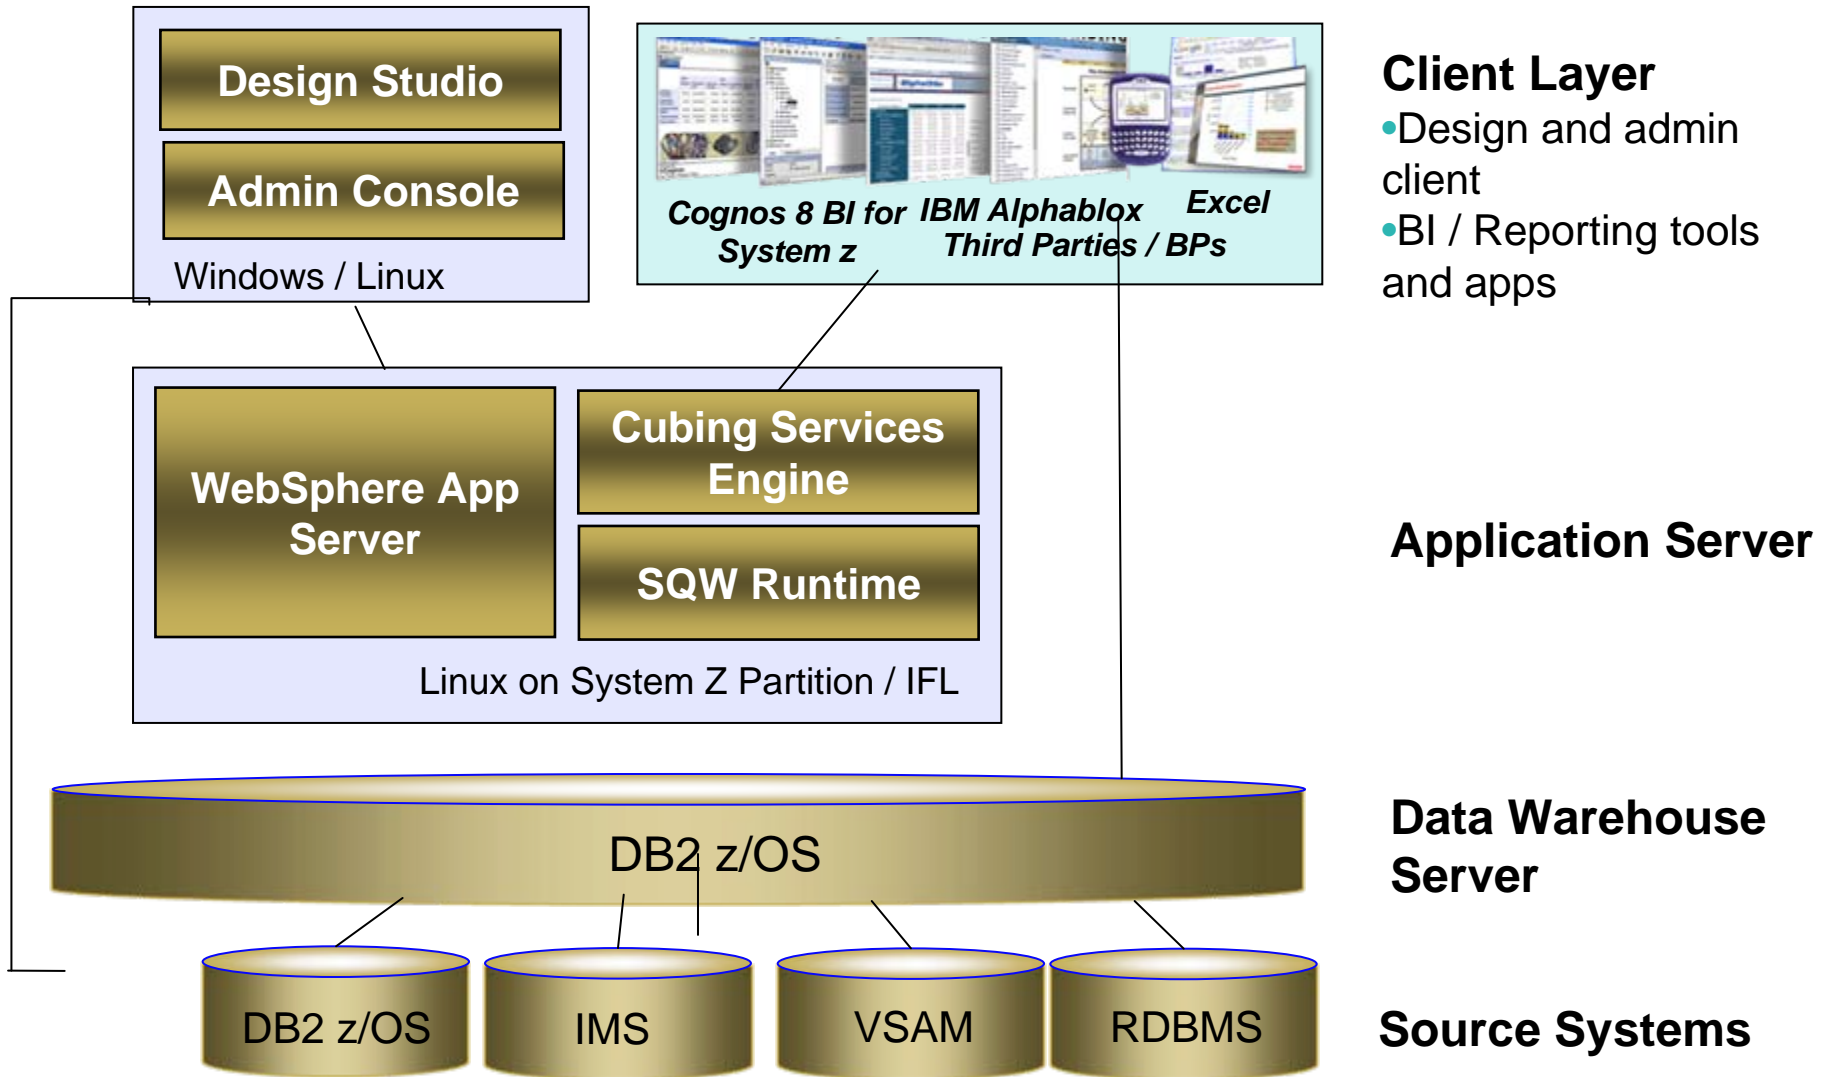 Design Studio
Admin Console
Windows / Linux
Cognos 8 BI for
System z
IBM Alphablox
Third Parties / BPs
Excel
Client Layer
•Design and admin
client
•BI / Reporting tools
and apps
WebSphere App
Server
Cubing Services
Engine
SQW Runtime
Linux on System Z Partition / IFL
Application Server
DB2 z/OS
Data Warehouse
Server
DB2 z/OS
IMS
VSAM
RDBMS
Source Systems